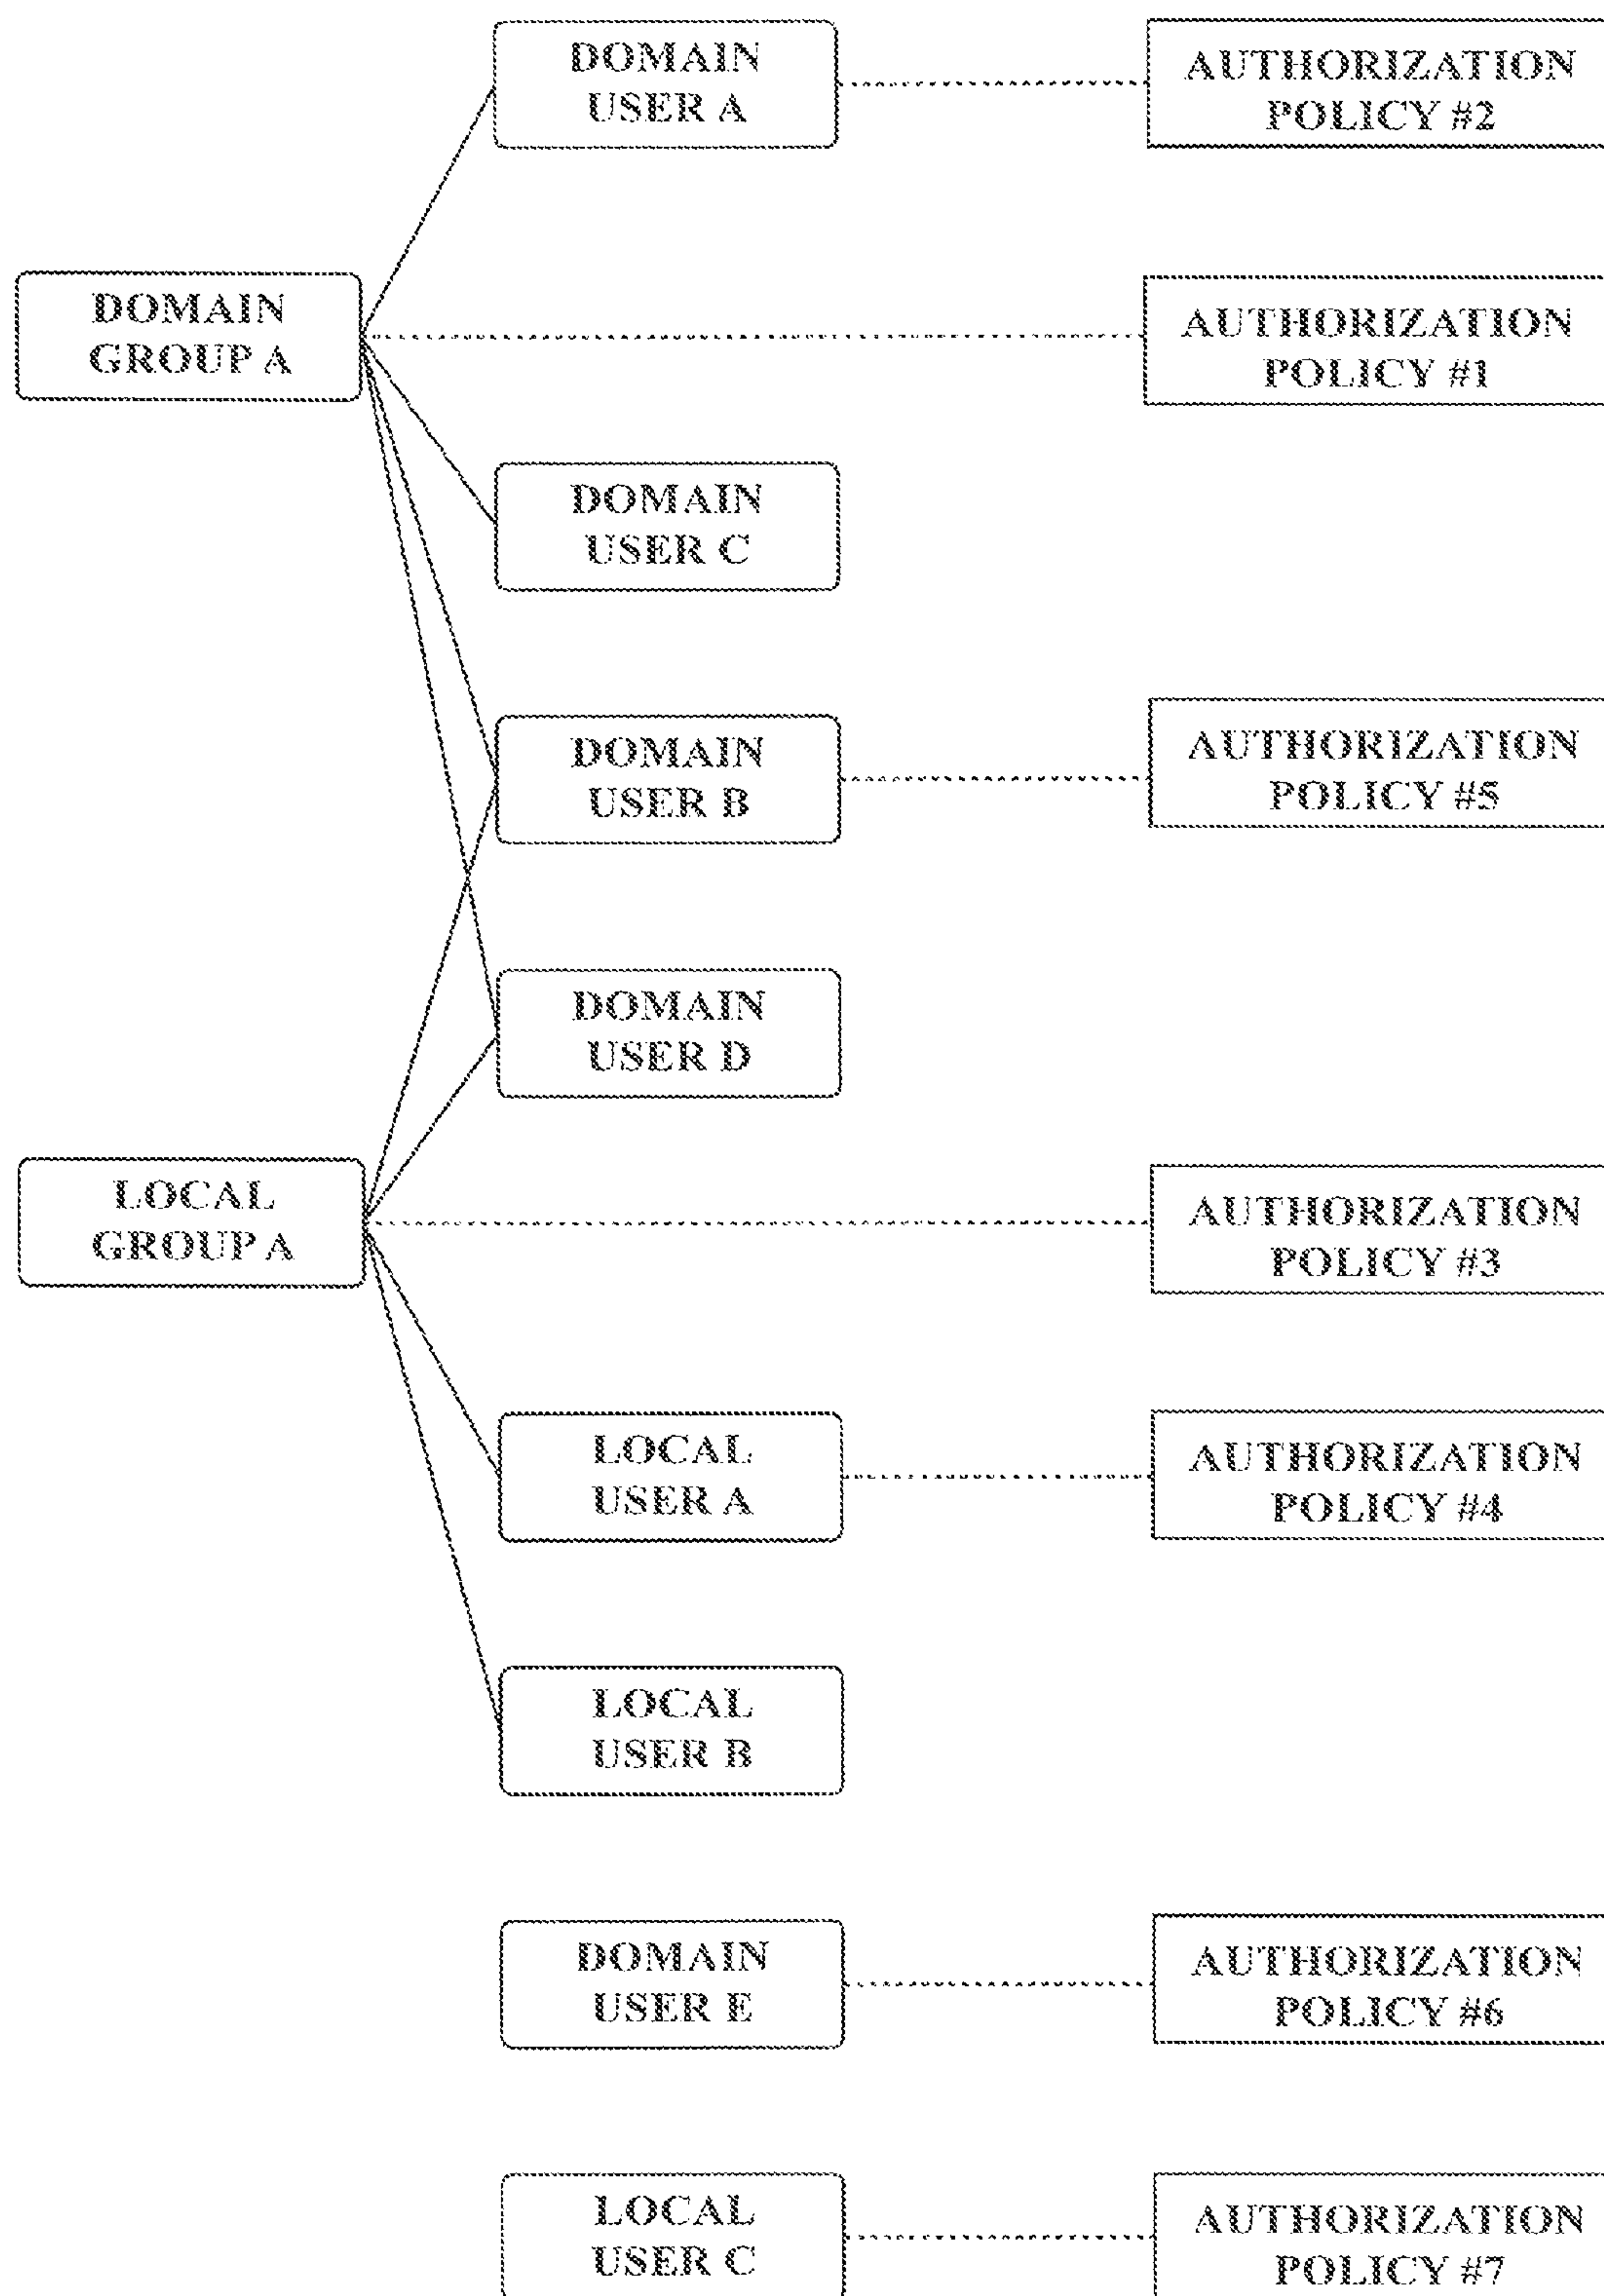 DOMAIN
USER A
AUTHORIZATION
POLICY #2
DOMAIN
GROUP A
AUTHORIZATION
POLICY #1
DOMAIN
USER C
DOMAIN
USER B
AUTHORIZATION
POLICY #5
DOMAIN
USER D
LOCAL
GROUP A
AUTHORIZATION
POLICY #3
LOCAL
USER A
AUTHORIZATION
POLICY #4
LOCAL
USER B
DOMAIN
USER E
AUTHORIZATION
POLICY #6
LOCAL
USER C
AUTHORIZATION
POLICY #7